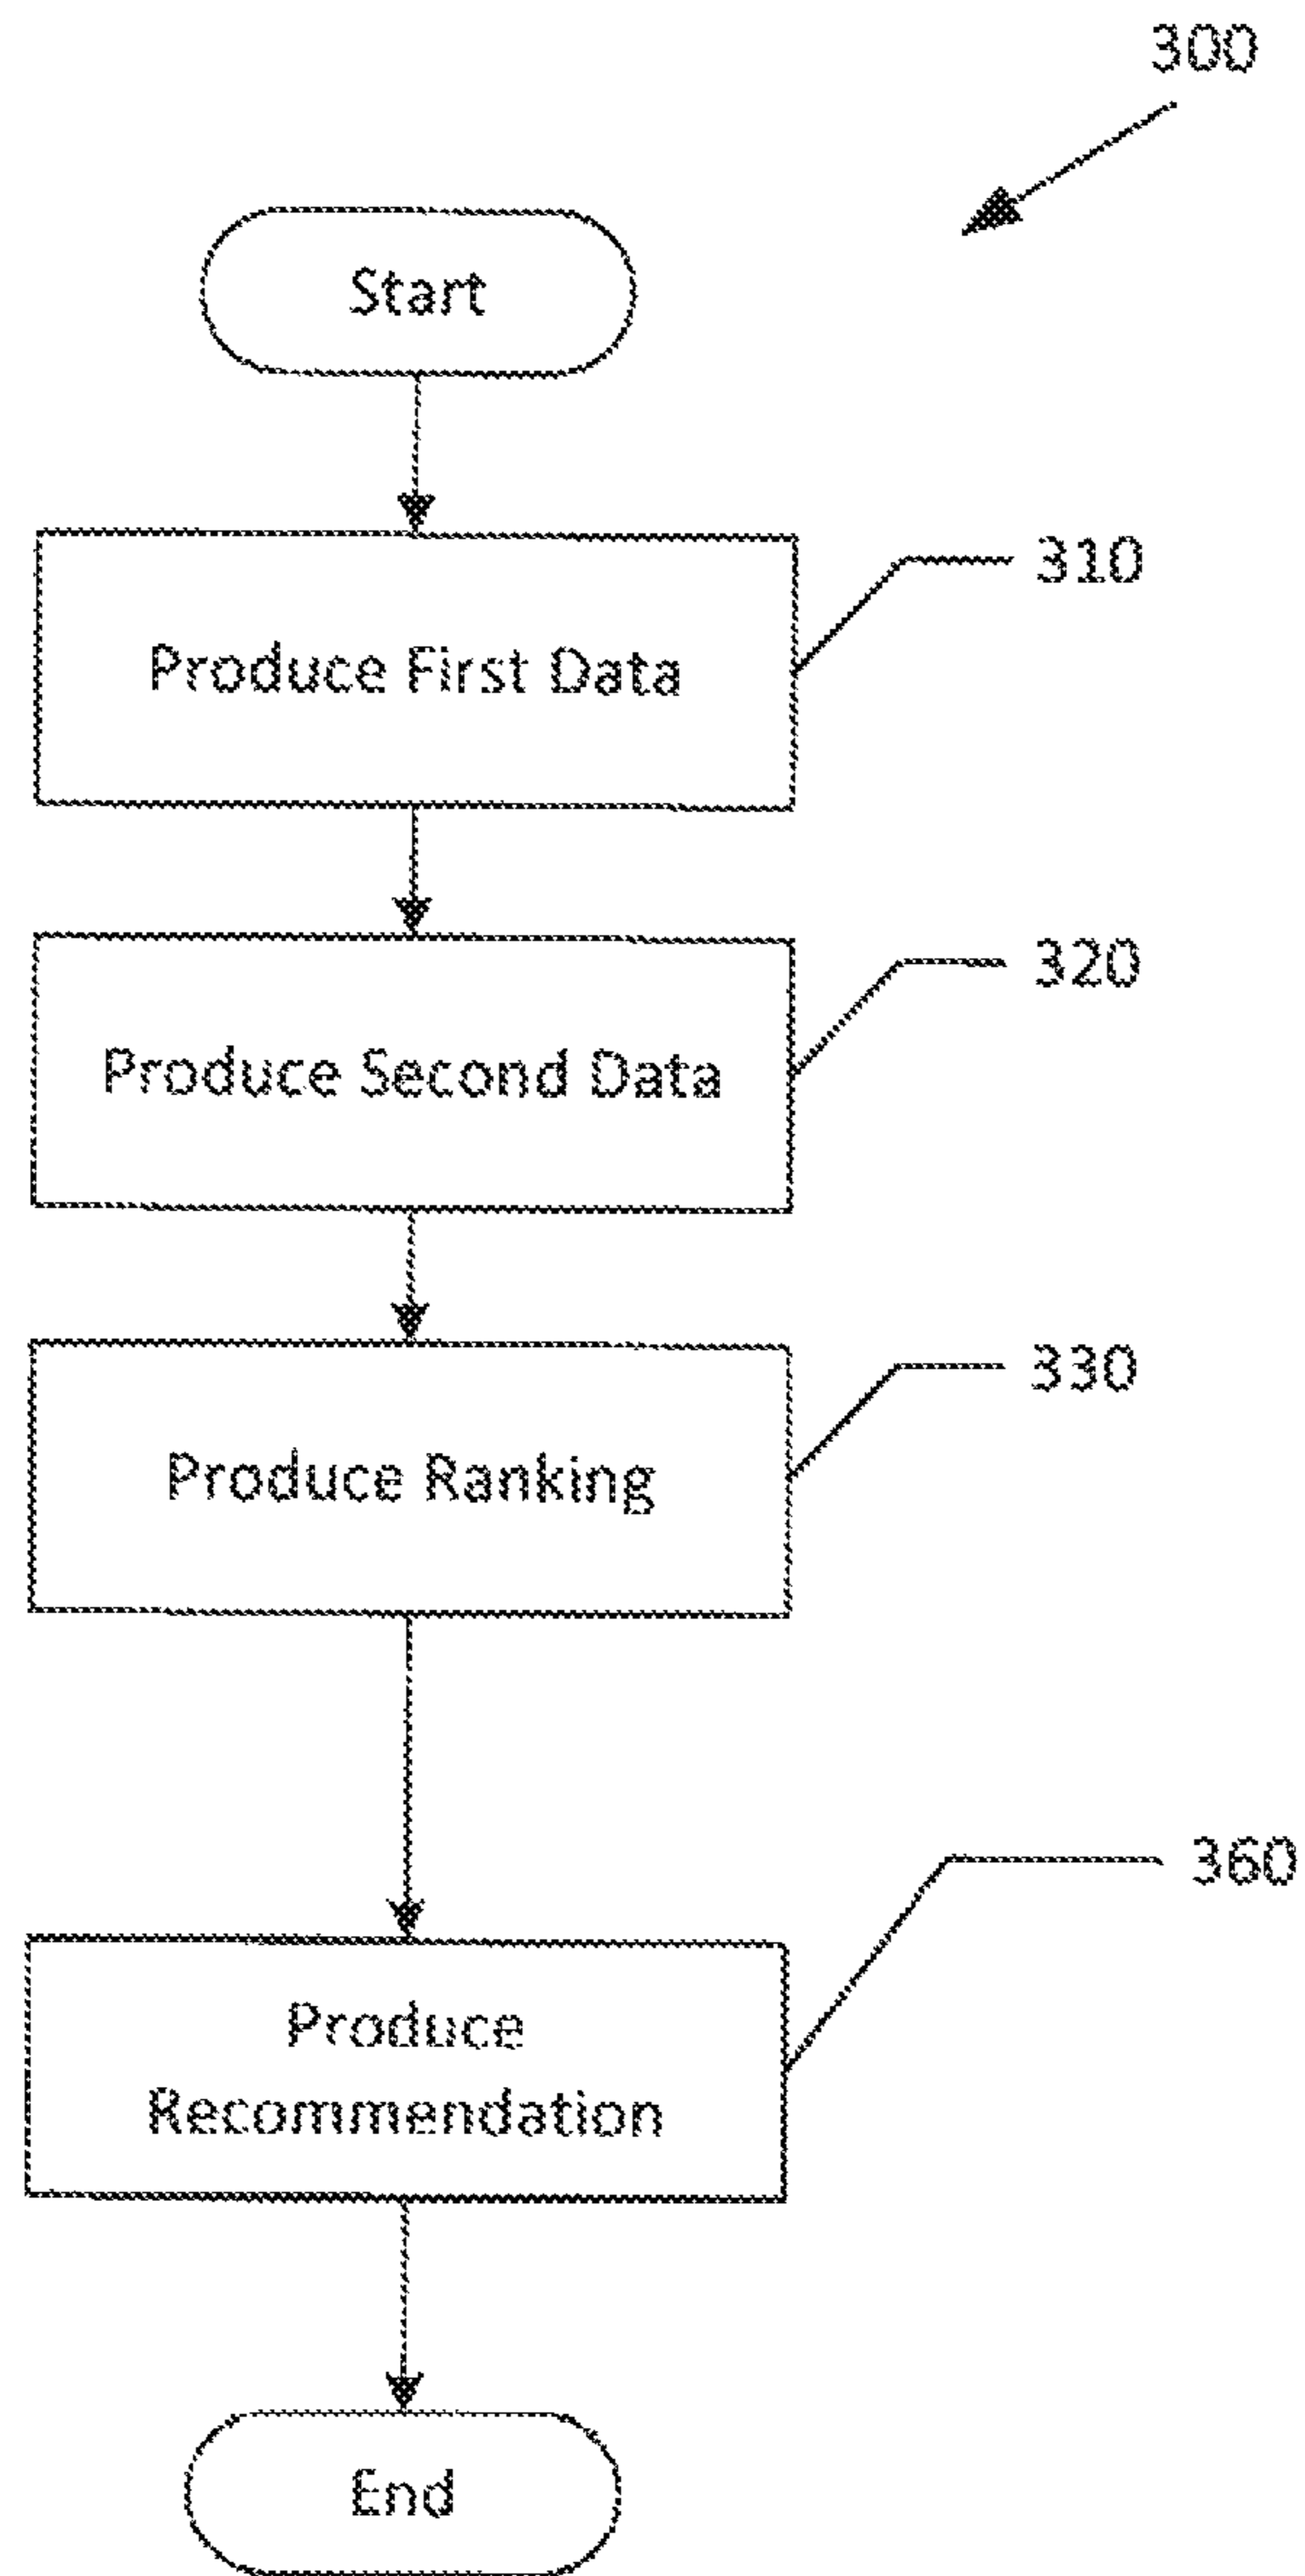 300
Start
310
Produce First Data
320
Produce Second Data
330
Produce Ranking
360
Produce
Recommendation
End